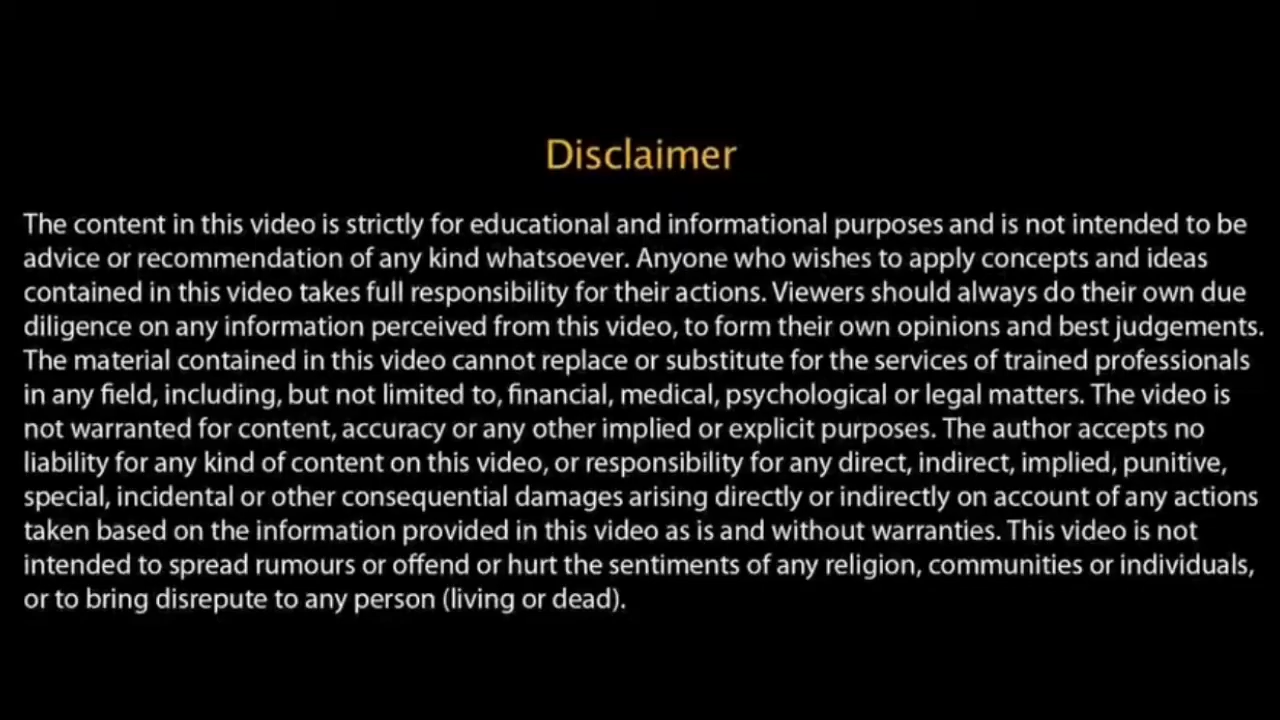 Disclaimer
The content in this video is strictly for educational and informational purposes and is not intended to be
advice or recommendation of any kind whatsoever. Anyone who wishes to apply concepts and ideas
contained in this video takes full responsibility for their actions. Viewers should always do their own due
diligence on any information perceived from this video, to form their own opinions and best judgements.
The material contained in this video cannot replace or substitute for the services of trained professionals
in any field, including, but not limited to, financial, medical, psychological or legal matters. The video is
not warranted for content, accuracy or any other implied or explicit purposes. The author accepts no
liability for any kind of content on this video, or responsibility for any direct, indirect, implied, punitive,
special, incidental or other consequential damages arising directly or indirectly on account of any actions
taken based on the information provided in this video as is and without warranties. This video is not
intended to spread rumours or offend or hurt the sentiments of any religion, communities or individuals,
or to bring disrepute to any person (living or dead).